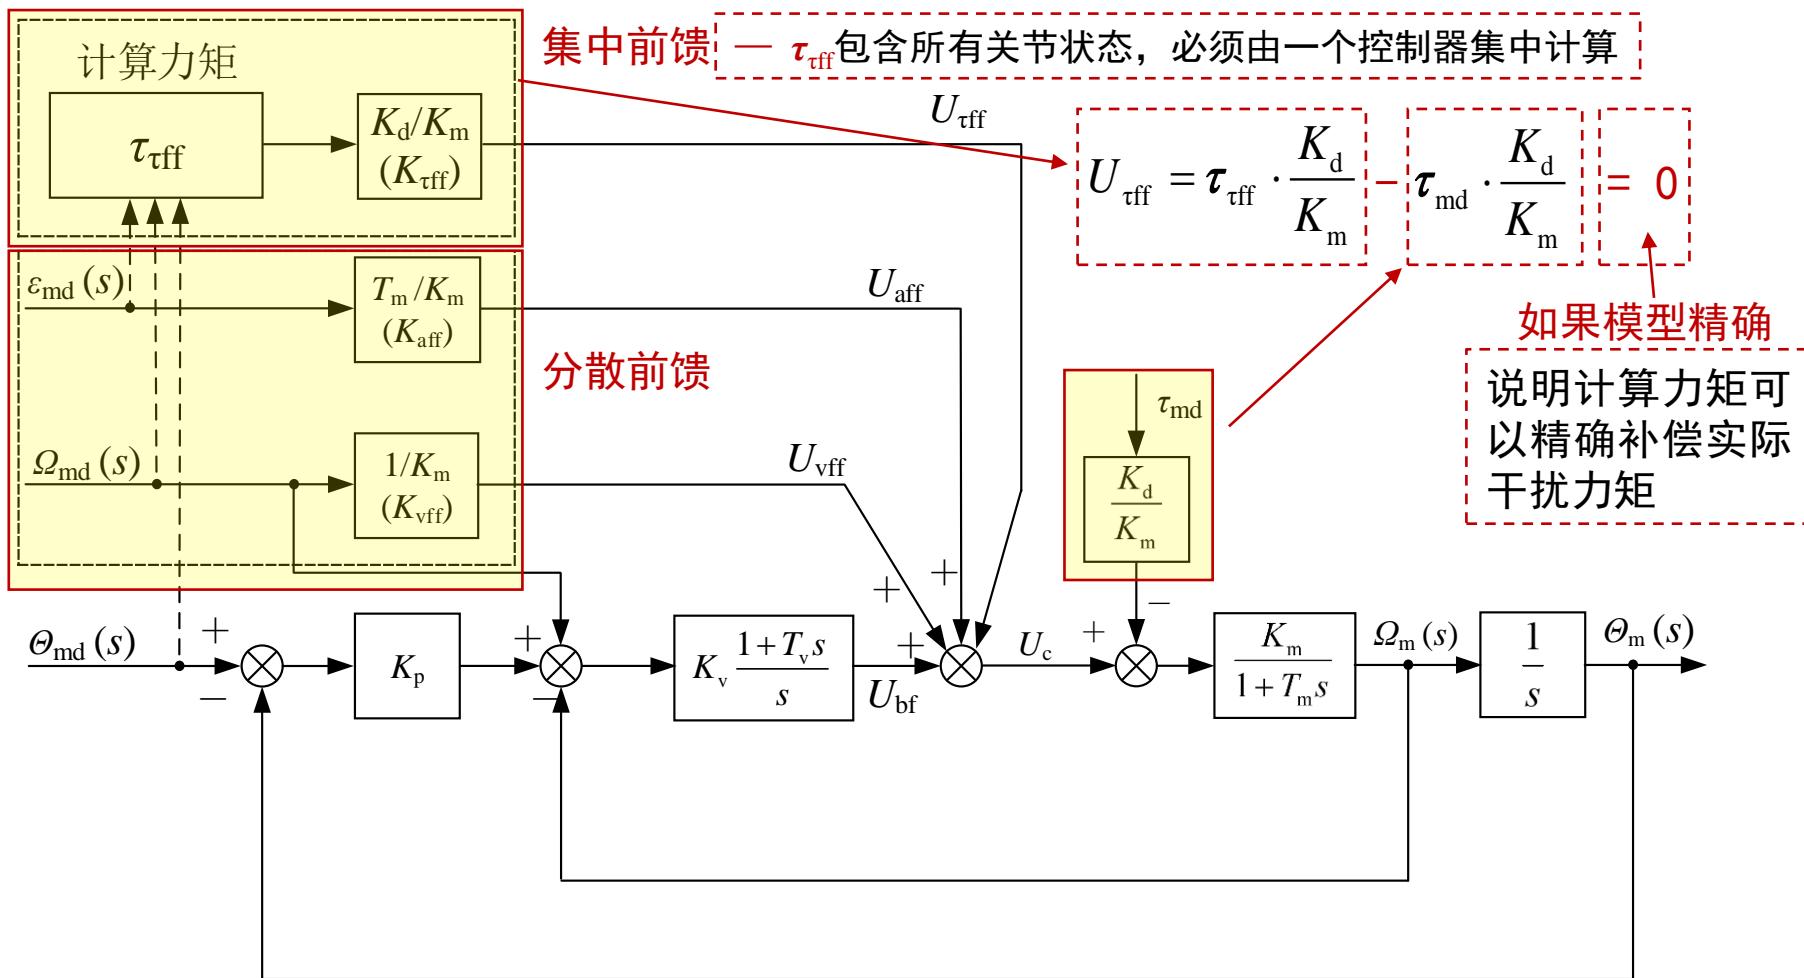 集中前馈
— ττff包含所有关节状态，必须由一个控制器集中计算
计算力矩
ττff
Kd/Km
(Kτff)
Uτff
Uτff = ττff · Kd/Km − τmd · Kd/Km = 0
εmd (s)
Tm/Km
(Kaff)
Uaff
如果模型精确
分散前馈
说明计算力矩可
以精确补偿实际
干扰力矩
τmd
Kd
Km
Ωmd (s)
1/Km
(Kvff)
Uvff
+
+
−
Θmd (s)
+
−
Kp
+
−
Kv (1+Tvs)/s
+
Ubf
Uc
+
Km
1+Tms
Ωm (s)
1
s
Θm (s)